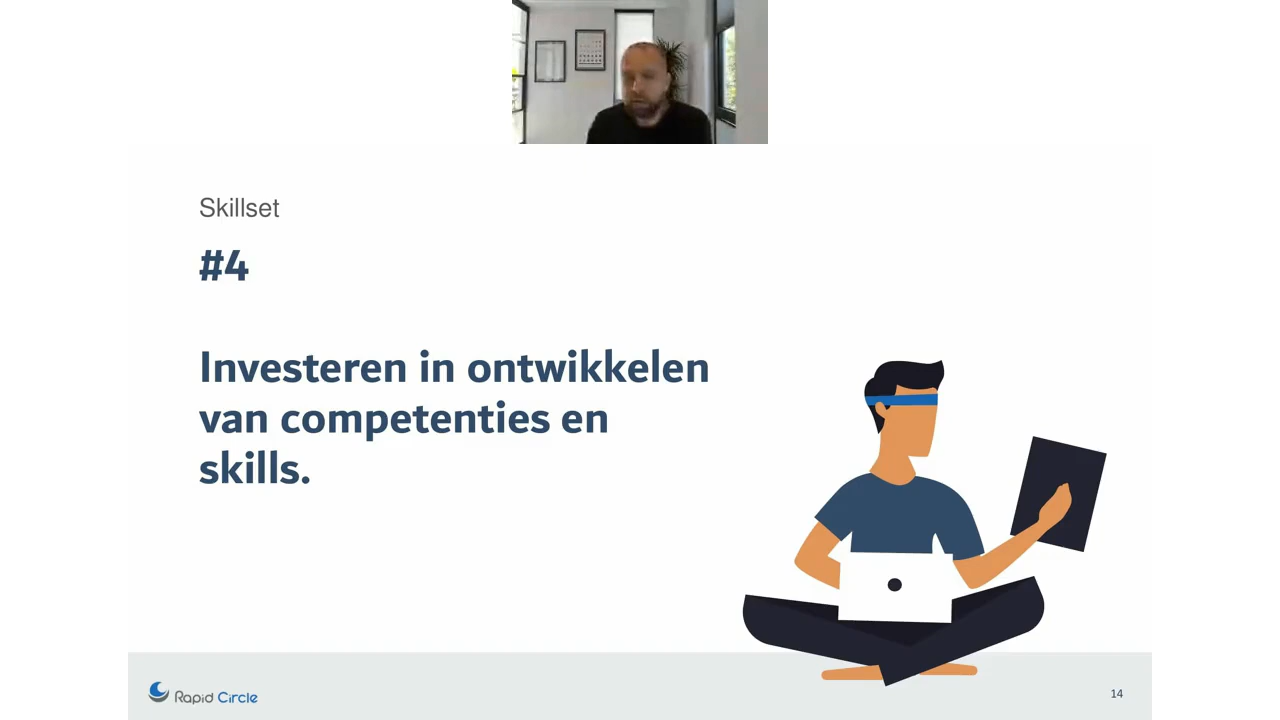 Skillset
#4
Investeren in ontwikkelen
van competenties en
skills.
Rapid Circle
14